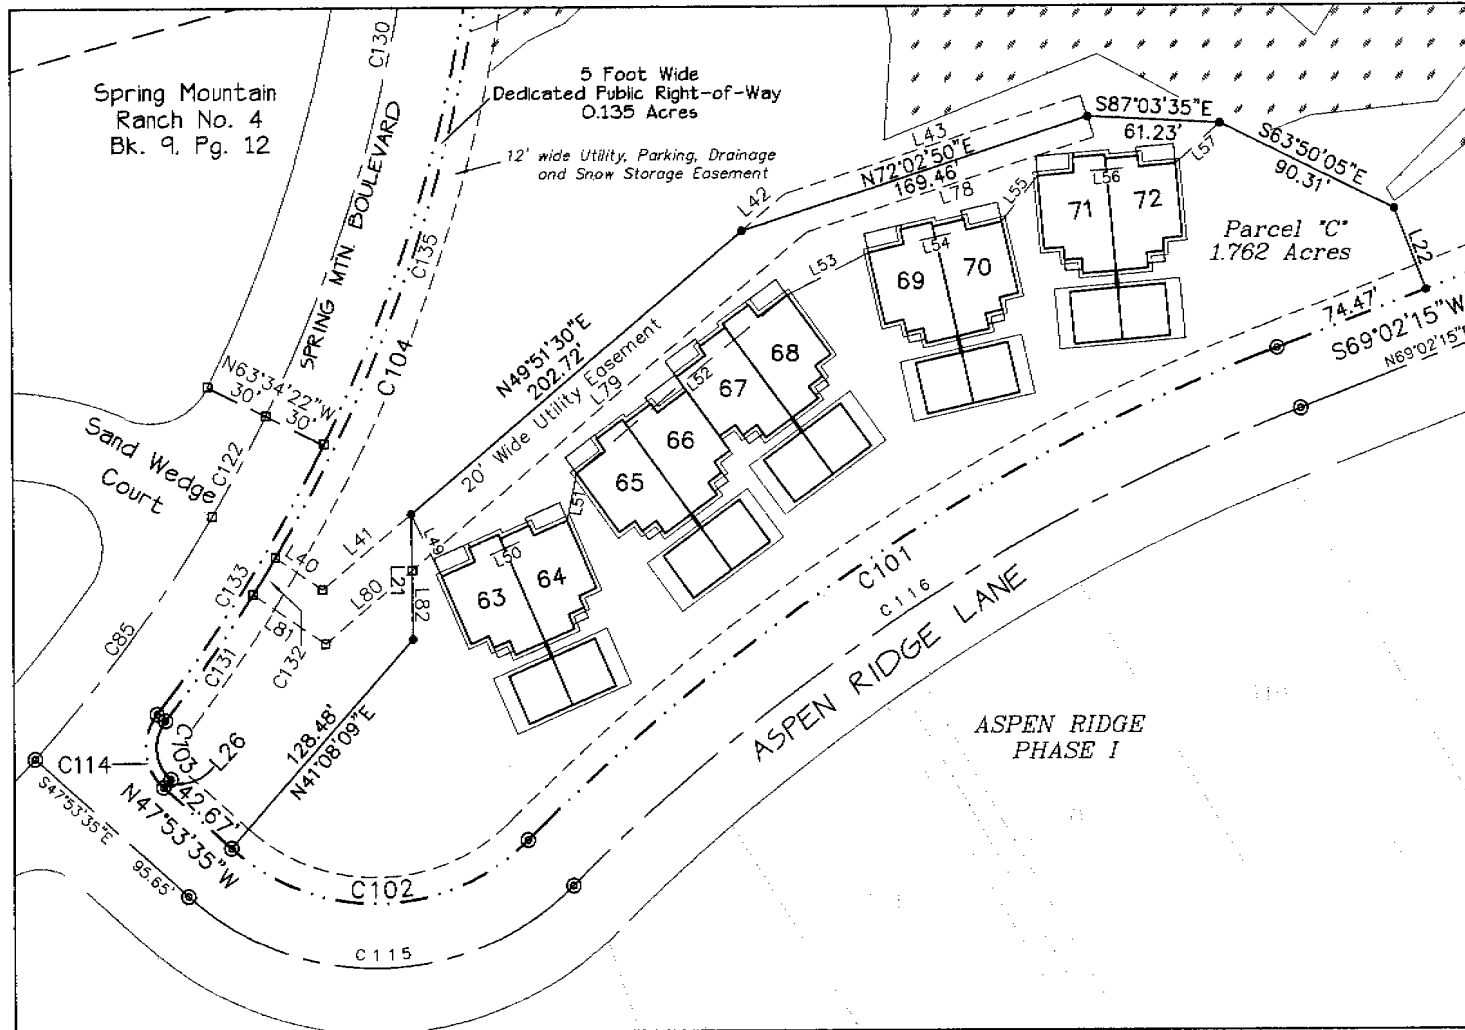 Spring Mountain
Ranch No. 4
Bk. 9, Pg. 12
C130
SPRING MTN. BOULEVARD
5 Foot Wide
Dedicated Public Right-of-Way
0.135 Acres
12' wide Utility, Parking, Drainage
and Snow Storage Easement
C135
C104
L42
L43
N72°02'50"E
169.46'
L78
S87°03'35"E
61.23'
L57
S63°50'05"E
90.31'
L22
Parcel "C"
1.762 Acres
74.47'
S69°02'15"W
71
L56
72
L55
69
L54
70
L53
68
67
L52
66
65
L51
64
L50
63
L49
N49°51'30"E
202.72'
20' Wide Utility Easement
L79
N63°34'22"W
30'
30'
Sand Wedge
Court
C122
L40
L41
L80
L21
L82
C133
L81
C132
C131
C85
C103
L26
C114
42.67'
N47°53'35"W
S47°53'35"E
95.65'
128.48'
N41°08'09"E
C102
C115
C101
C116
ASPEN RIDGE LANE
ASPEN RIDGE
PHASE I